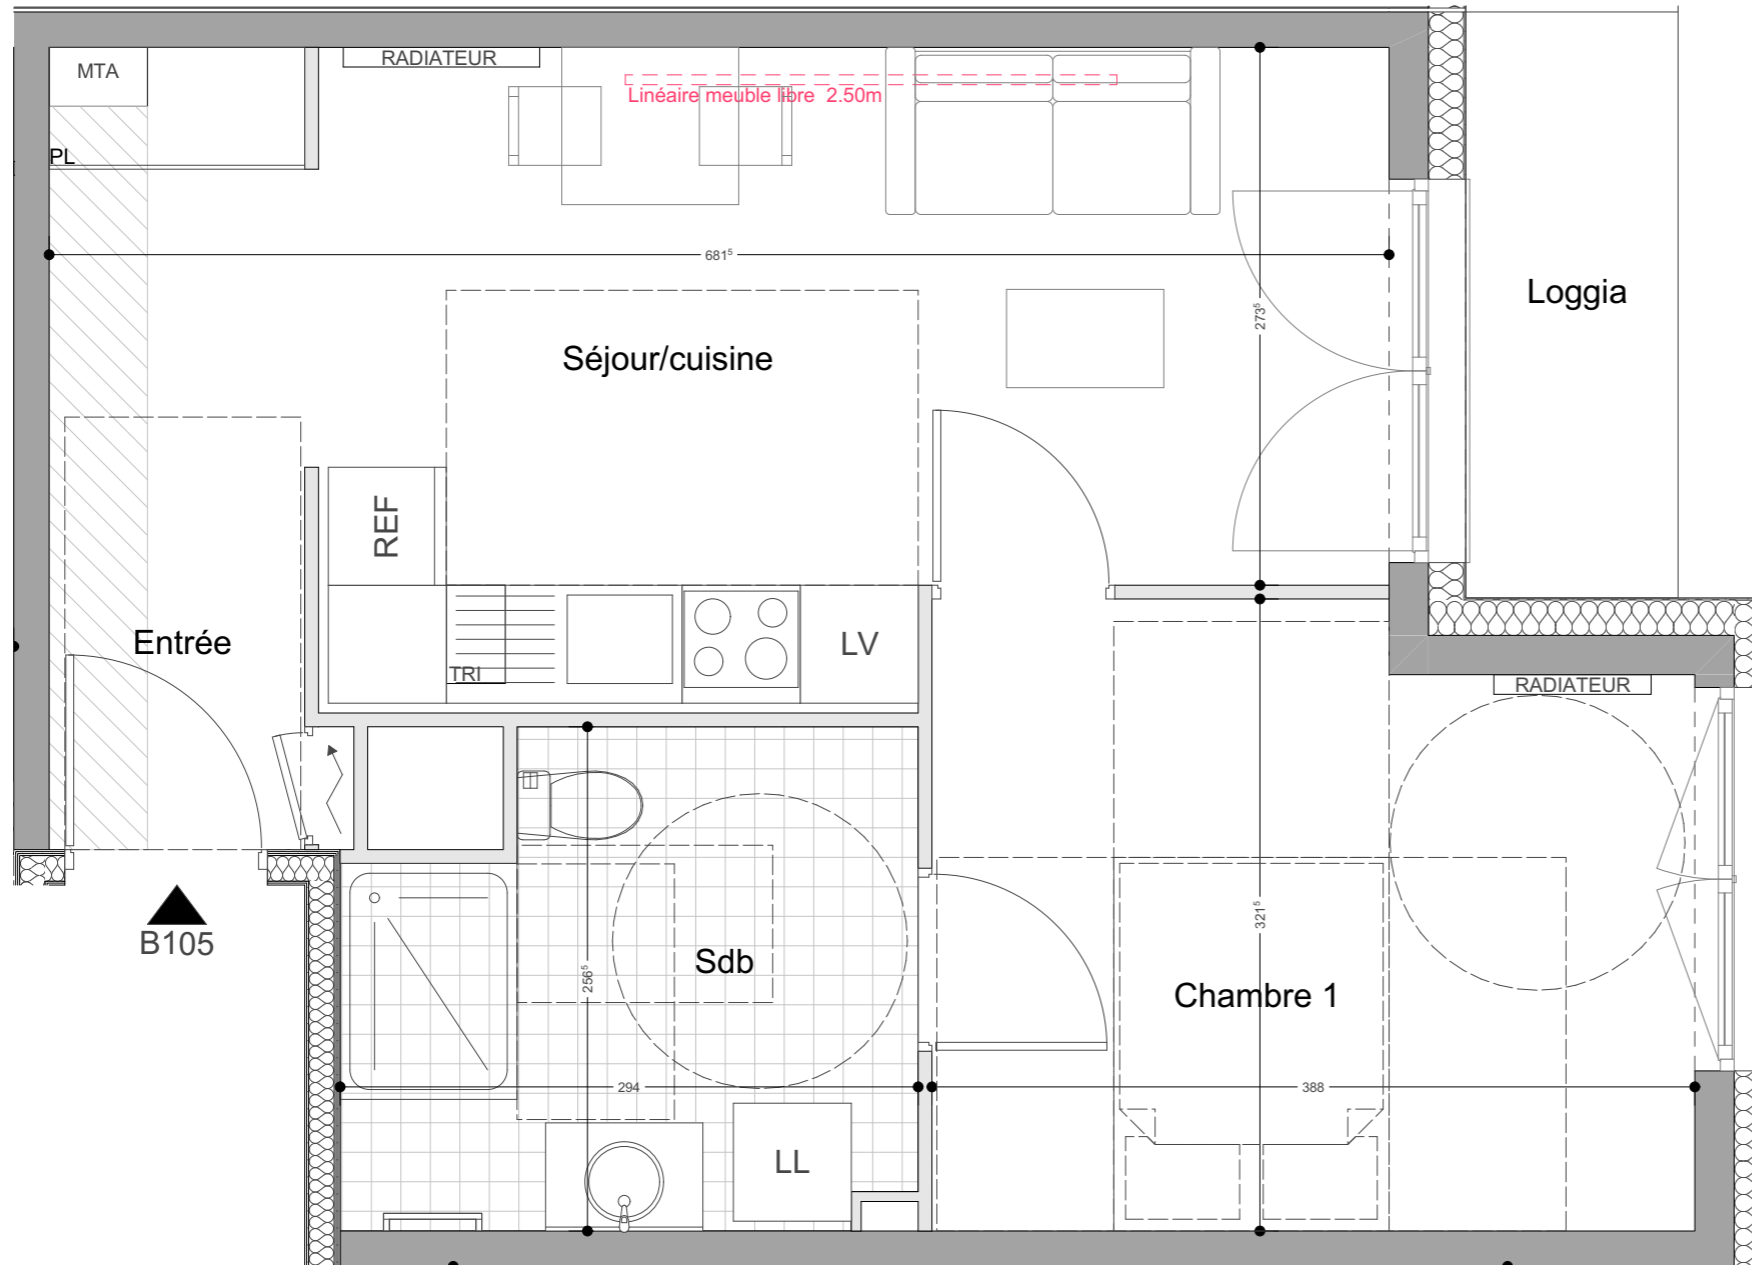 MTA
RADIATEUR
Linéaire meuble libre 2.50m
PL
681⁵
273⁵
Loggia
Séjour/cuisine
REF
Entrée
TRI
LV
RADIATEUR
B105
256⁵
Sdb
321⁵
Chambre 1
294
388
LL